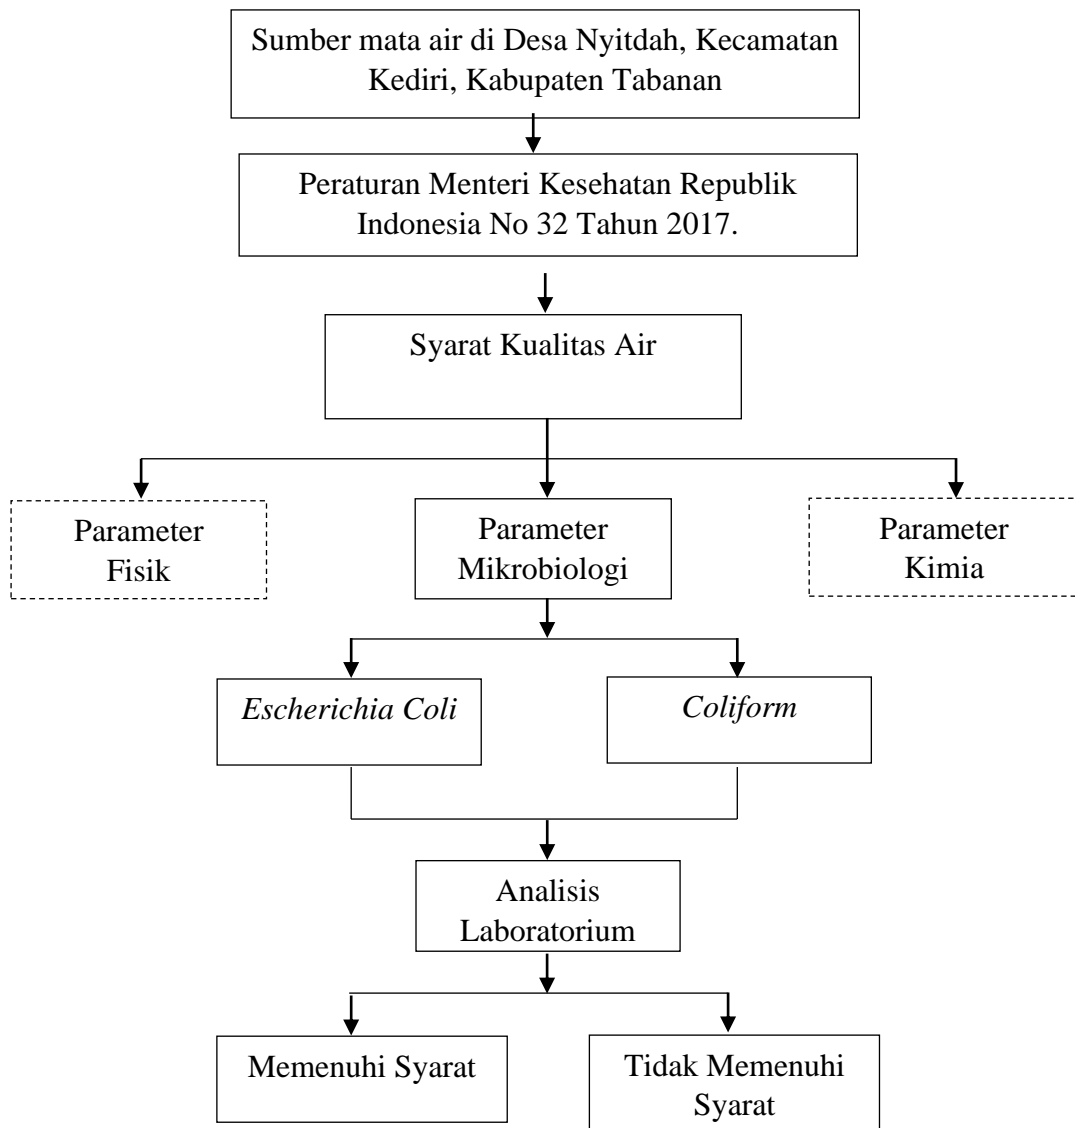 Sumber mata air di Desa Nyitdah, Kecamatan
Kediri, Kabupaten Tabanan
Peraturan Menteri Kesehatan Republik
Indonesia No 32 Tahun 2017.
Syarat Kualitas Air
Parameter
Fisik
Parameter
Mikrobiologi
Parameter
Kimia
Escherichia Coli
Coliform
Analisis
Laboratorium
Memenuhi Syarat
Tidak Memenuhi
Syarat